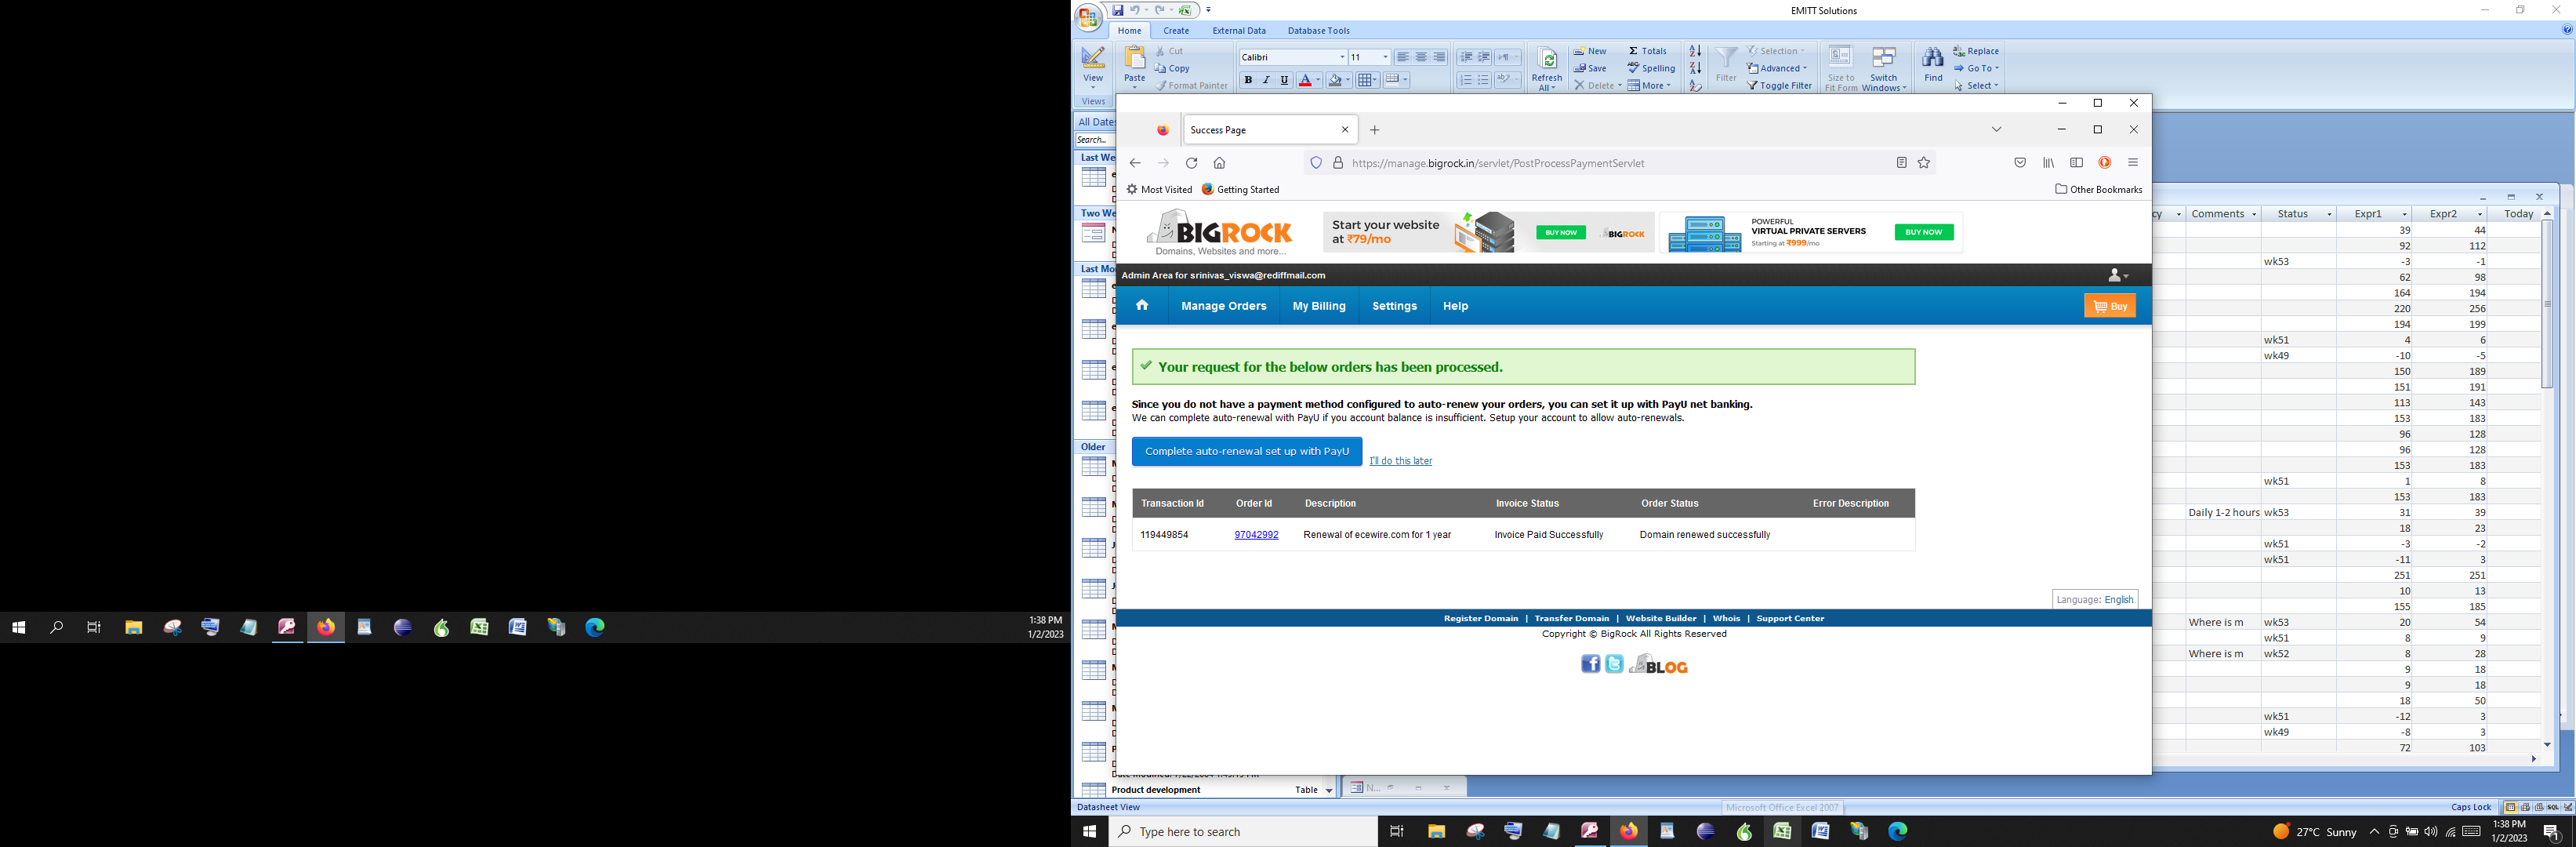 EMITT Solutions
Home Create External Data Database Tools
Cut
Copy
Format Painter
View
Paste
Views
Calibri 11
B I U
Refresh
All
New
Save
Delete
Totals
Spelling
More
Filter
Selection
Advanced
Toggle Filter
Size to
Fit Form
Switch
Windows
Find
Replace
Go To
Select
Search...
Success Page
https://manage.bigrock.in/servlet/PostProcessPaymentServlet
Most Visited Getting Started
Other Bookmarks
BIGROCK
Domains, Websites and more...
Start your website
at ₹79/mo
BUY NOW
BIGROCK
POWERFUL
VIRTUAL PRIVATE SERVERS
Starting at ₹999/mo
BUY NOW
Admin Area for srinivas_viswa@rediffmail.com
Manage Orders My Billing Settings Help
Buy
Your request for the below orders has been processed.
Since you do not have a payment method configured to auto-renew your orders, you can set it up with PayU net banking.
We can complete auto-renewal with PayU if you account balance is insufficient. Setup your account to allow auto-renewals.
Complete auto-renewal set up with PayU
I'll do this later
Transaction Id Order Id Description Invoice Status Order Status Error Description
119449854 97042992 Renewal of ecewire.com for 1 year Invoice Paid Successfully Domain renewed successfully
Language: English
Register Domain | Transfer Domain | Website Builder | Whois | Support Center
Copyright © BigRock All Rights Reserved
BLOG
Older
Comments Status Expr1 Expr2 Today
39 44
92 112
wk53 -3 -1
62 98
164 194
220 256
194 199
wk51 4 6
wk49 -10 -5
150 189
151 191
113 143
153 183
96 128
96 128
153 183
wk51 1 8
153 183
Daily 1-2 hours wk53 31 39
18 23
wk51 -3 -2
wk51 -11 3
251 251
10 13
155 185
Where is m wk53 20 54
wk51 8 9
Where is m wk52 8 28
9 18
9 18
18 50
wk51 -12 3
wk49 -8 3
72 103
Product development Table
Datasheet View
Microsoft Office Excel 2007
Caps Lock
Type here to search
27°C Sunny
1:38 PM
1/2/2023
1:38 PM
1/2/2023